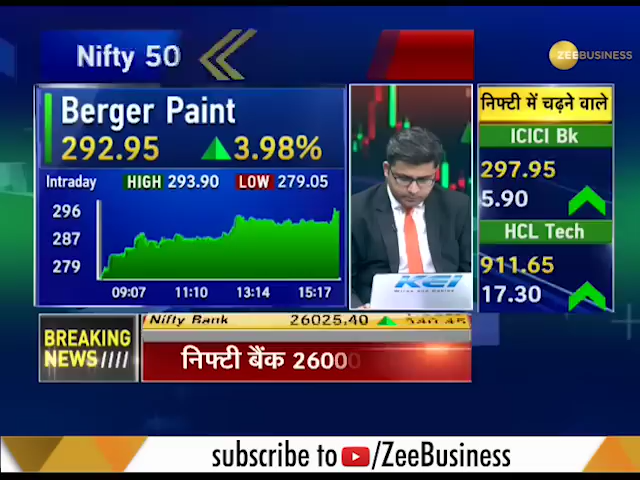 Nifty 50
ZEEBUSINESS
Berger Paint
292.95 3.98%
Intraday HIGH 293.90 LOW 279.05
296
287
279
09:07 11:10 13:14 15:17
KEI
निफ्टी में चढ़ने वाले
ICICI Bk
297.95
5.90
HCL Tech
911.65
17.30
BREAKING NEWS
Nifty Bank 26025.40
निफ्टी बैंक 26000
subscribe to /ZeeBusiness